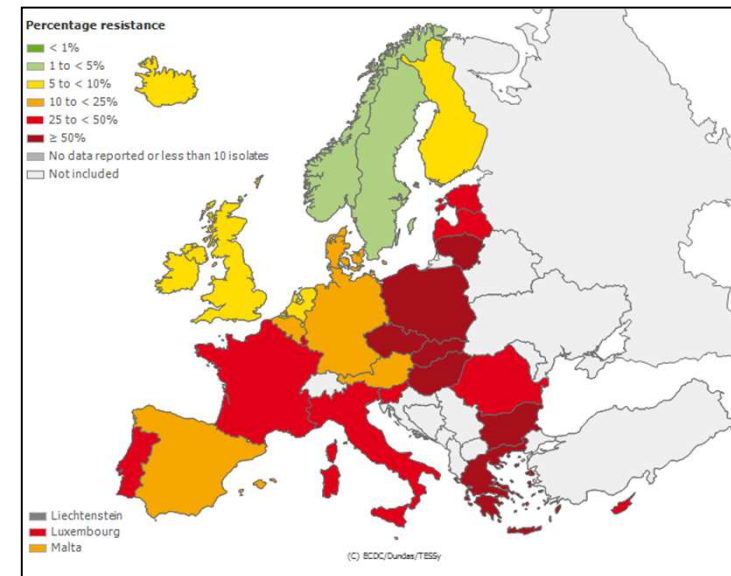 Percentage resistance
< 1%
1 to < 5%
5 to < 10%
10 to < 25%
25 to < 50%
≥ 50%
No data reported or less than 10 isolates
Not included
Liechtenstein
Luxembourg
Malta
(C) ECDC/Dundas/TESSy